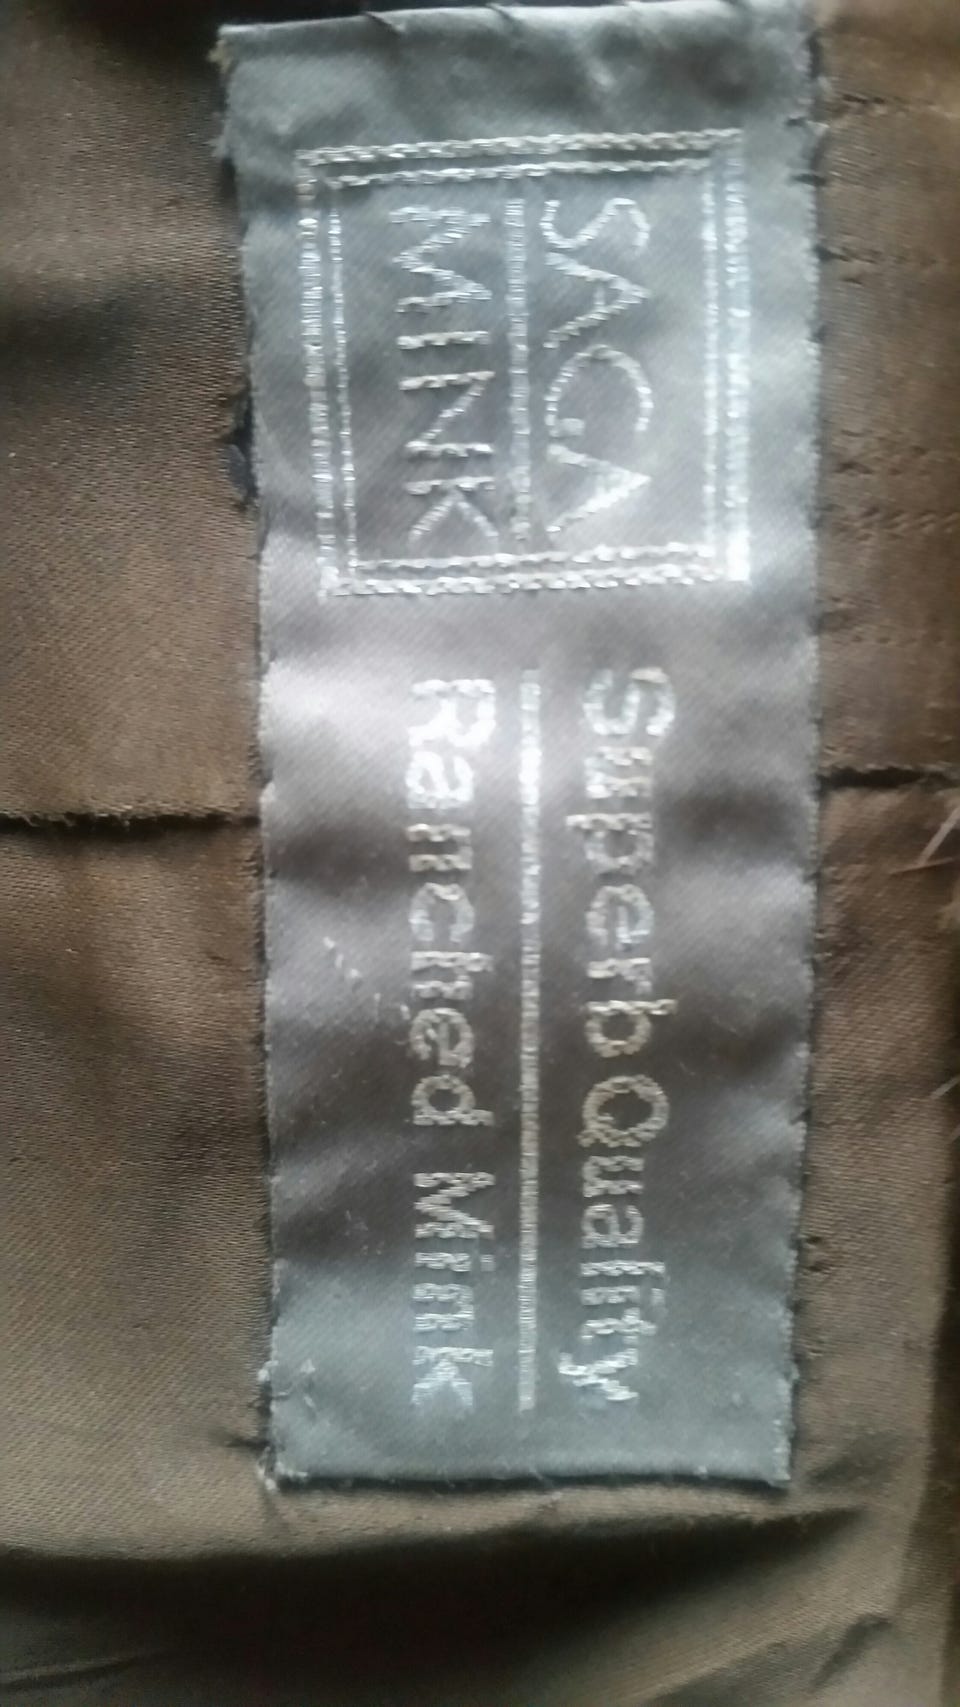 SAGA
MINK
Superb Quality
Ranched Mink